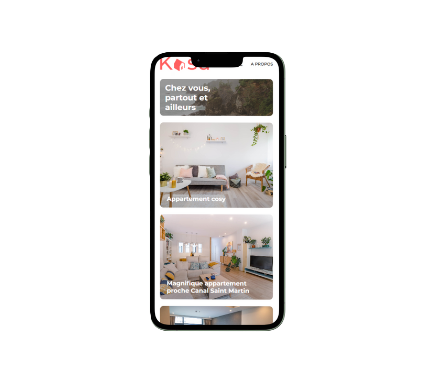 Kasa
A PROPOS
Chez vous,
partout et
ailleurs
Appartement cosy
Magnifique appartement
proche Canal Saint Martin